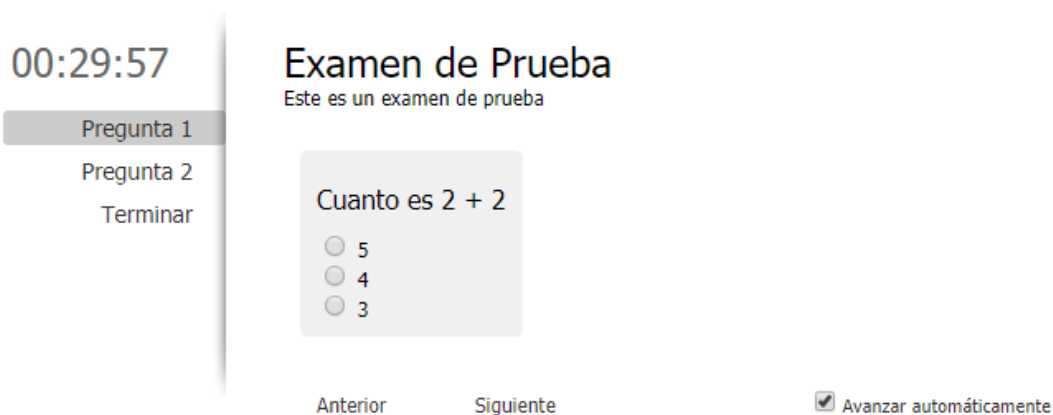 00:29:57
Pregunta 1
Pregunta 2
Terminar
Examen de Prueba
Este es un examen de prueba
Cuanto es 2 + 2
5
4
3
Anterior Siguiente Avanzar automáticamente